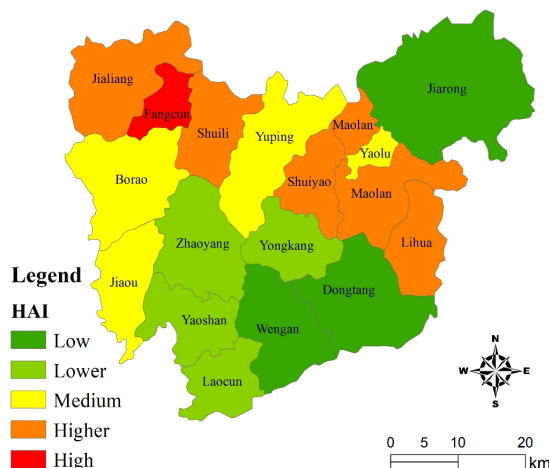 Jialiang
Fangcun
Shuili
Yuping
Maolan
Jiarong
Yaolu
Borao
Shuiyao
Maolan
Zhaoyang
Yongkang
Lihua
Jiaou
Dongtang
Yaoshan
Wengan
Laocun
Legend
HAI
Low
Lower
Medium
Higher
High
N
W E
S
0 5 10 20
km